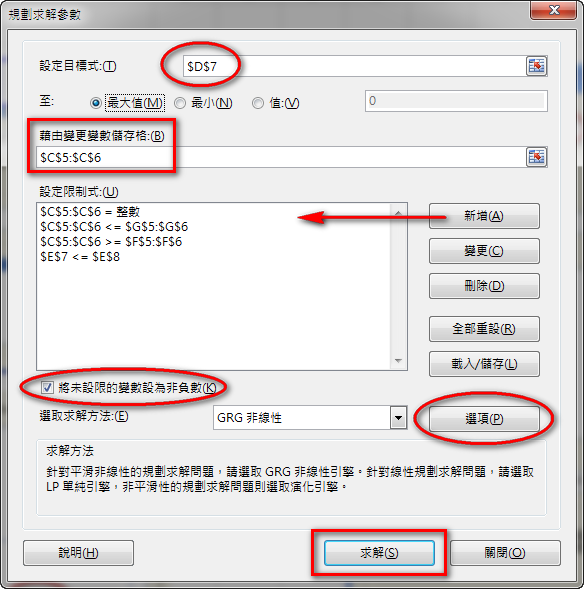 規劃求解參數
設定目標式:(T) $D$7
至: 最大值(M) 最小(N) 值:(V) 0
藉由變更變數儲存格:(B)
$C$5:$C$6
設定限制式:(U)
$C$5:$C$6 = 整數
$C$5:$C$6 <= $G$5:$G$6
$C$5:$C$6 >= $F$5:$F$6
$E$7 <= $E$8
新增(A)
變更(C)
刪除(D)
全部重設(R)
載入/儲存(L)
將未設限的變數設為非負數(K)
選取求解方法:(E) GRG 非線性 選項(P)
求解方法
針對平滑非線性的規劃求解問題，請選取 GRG 非線性引擎。針對線性規劃求解問題，請選取
LP 單純引擎，非平滑性的規劃求解問題則選取演化引擎。
說明(H) 求解(S) 關閉(O)